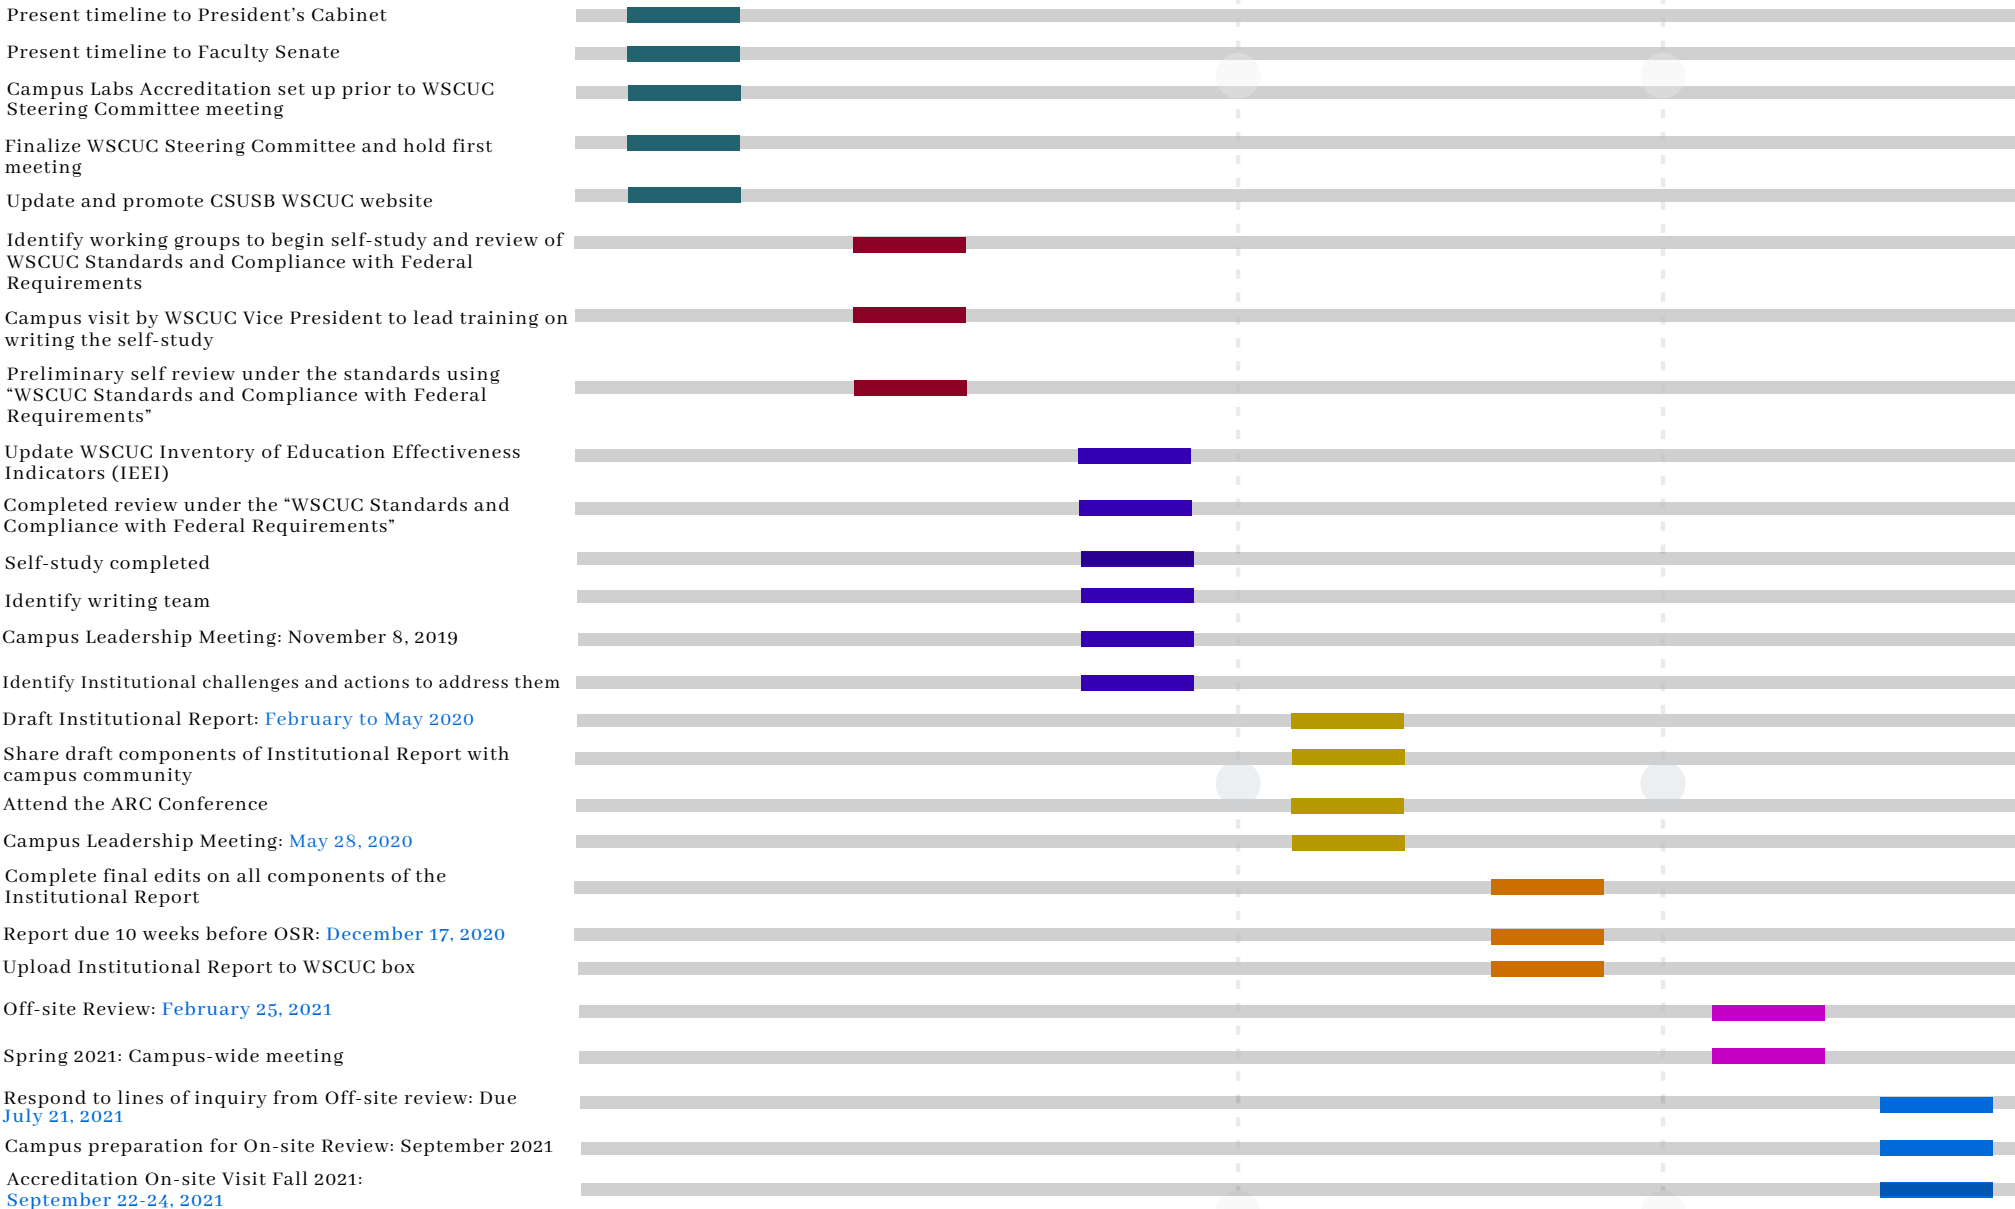 Present timeline to President’s Cabinet
Present timeline to Faculty Senate
Campus Labs Accreditation set up prior to WSCUC
Steering Committee meeting
Finalize WSCUC Steering Committee and hold first
meeting
Update and promote CSUSB WSCUC website
Identify working groups to begin self-study and review of
WSCUC Standards and Compliance with Federal
Requirements
Campus visit by WSCUC Vice President to lead training on
writing the self-study
Preliminary self review under the standards using
“WSCUC Standards and Compliance with Federal
Requirements”
Update WSCUC Inventory of Education Effectiveness
Indicators (IEEI)
Completed review under the “WSCUC Standards and
Compliance with Federal Requirements”
Self-study completed
Identify writing team
Campus Leadership Meeting: November 8, 2019
Identify Institutional challenges and actions to address them
Draft Institutional Report: February to May 2020
Share draft components of Institutional Report with
campus community
Attend the ARC Conference
Campus Leadership Meeting: May 28, 2020
Complete final edits on all components of the
Institutional Report
Report due 10 weeks before OSR: December 17, 2020
Upload Institutional Report to WSCUC box
Off-site Review: February 25, 2021
Spring 2021: Campus-wide meeting
Respond to lines of inquiry from Off-site review: Due
July 21, 2021
Campus preparation for On-site Review: September 2021
Accreditation On-site Visit Fall 2021:
September 22-24, 2021